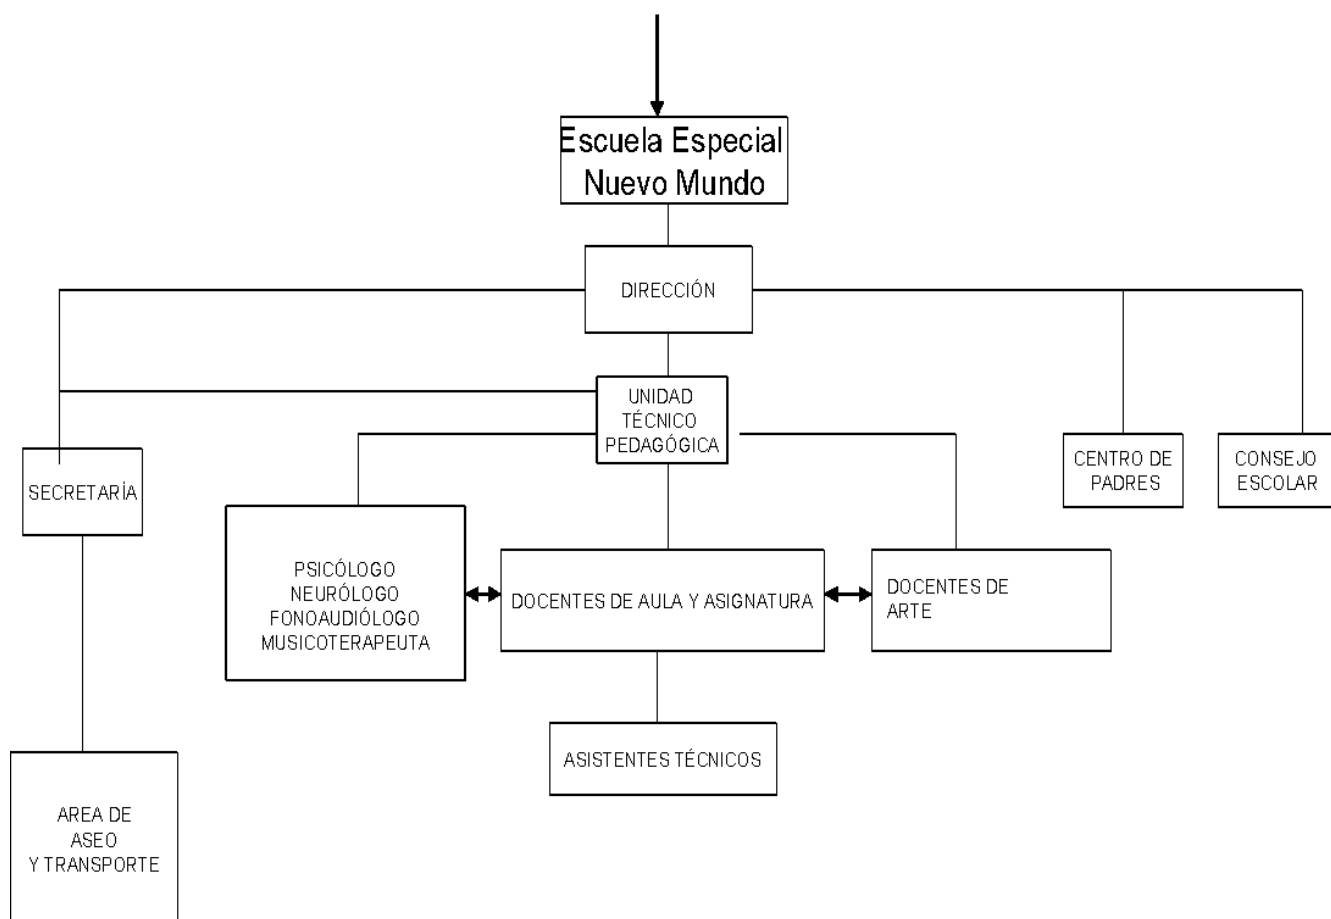 Escuela Especial
Nuevo Mundo
DIRECCIÓN
UNIDAD
TÉCNICO
PEDAGÓGICA
CENTRO DE
PADRES
CONSEJO
ESCOLAR
SECRETARÍA
PSICÓLOGO
NEURÓLOGO
FONOAUDIÓLOGO
MUSICOTERAPEUTA
DOCENTES DE AULA Y ASIGNATURA
DOCENTES DE
ARTE
ASISTENTES TÉCNICOS
AREA DE
ASEO
Y TRANSPORTE